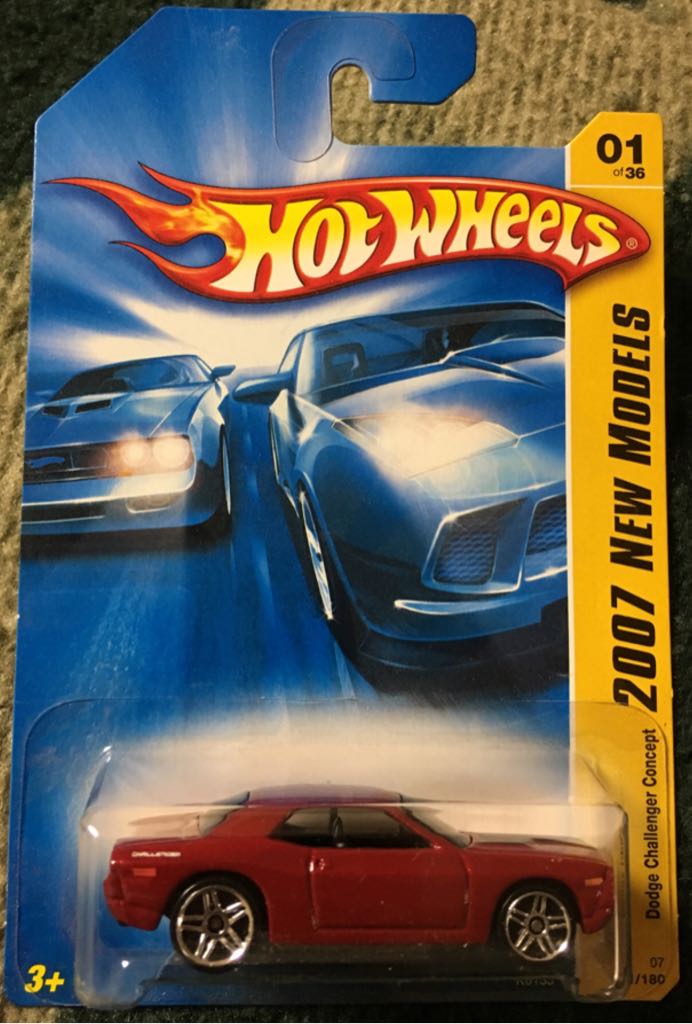 01
of 36
HOT WHEELS®
2007 NEW MODELS
Dodge Challenger Concept
CHALLENGER
3+
07
/180